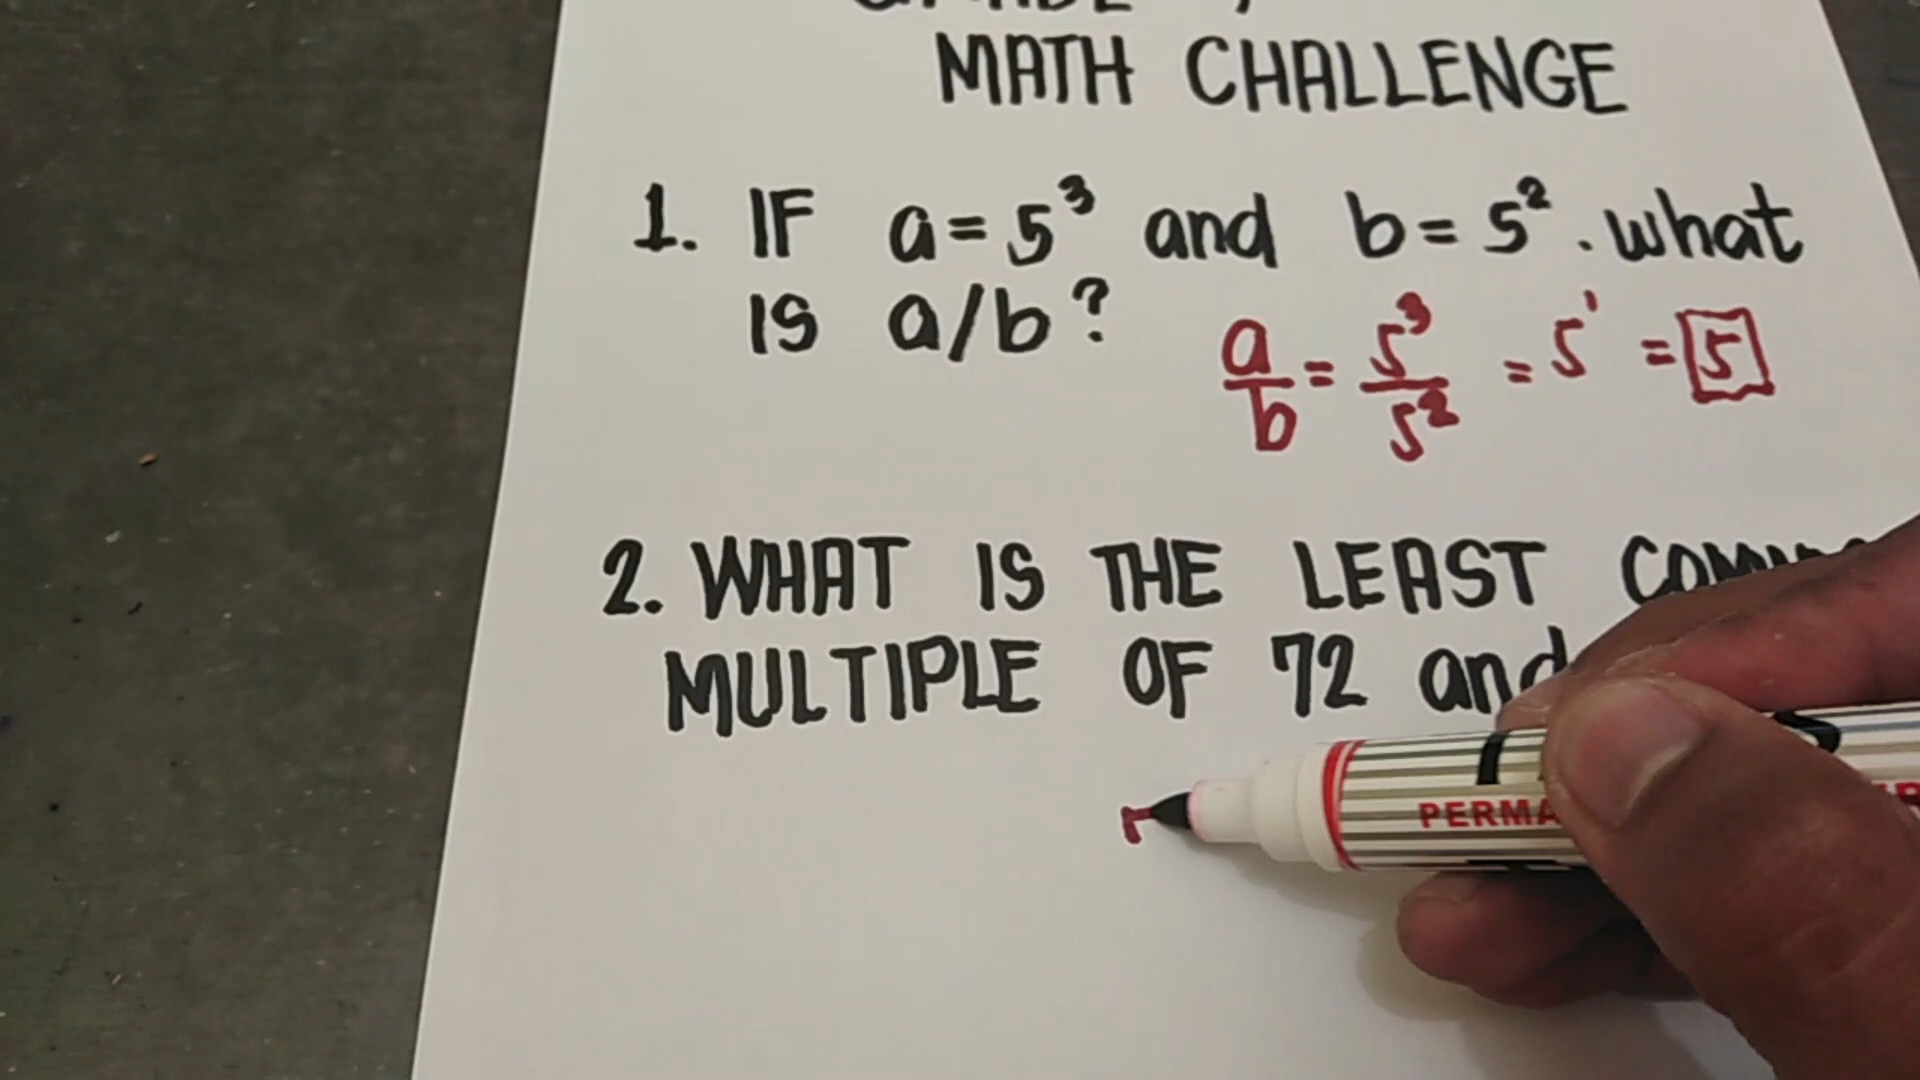 MATH CHALLENGE
1. IF a=5³ and b=5². what
IS a/b?
a/b = 5³/5² = 5¹ = 5
2. WHAT IS THE LEAST
MULTIPLE OF 72 and